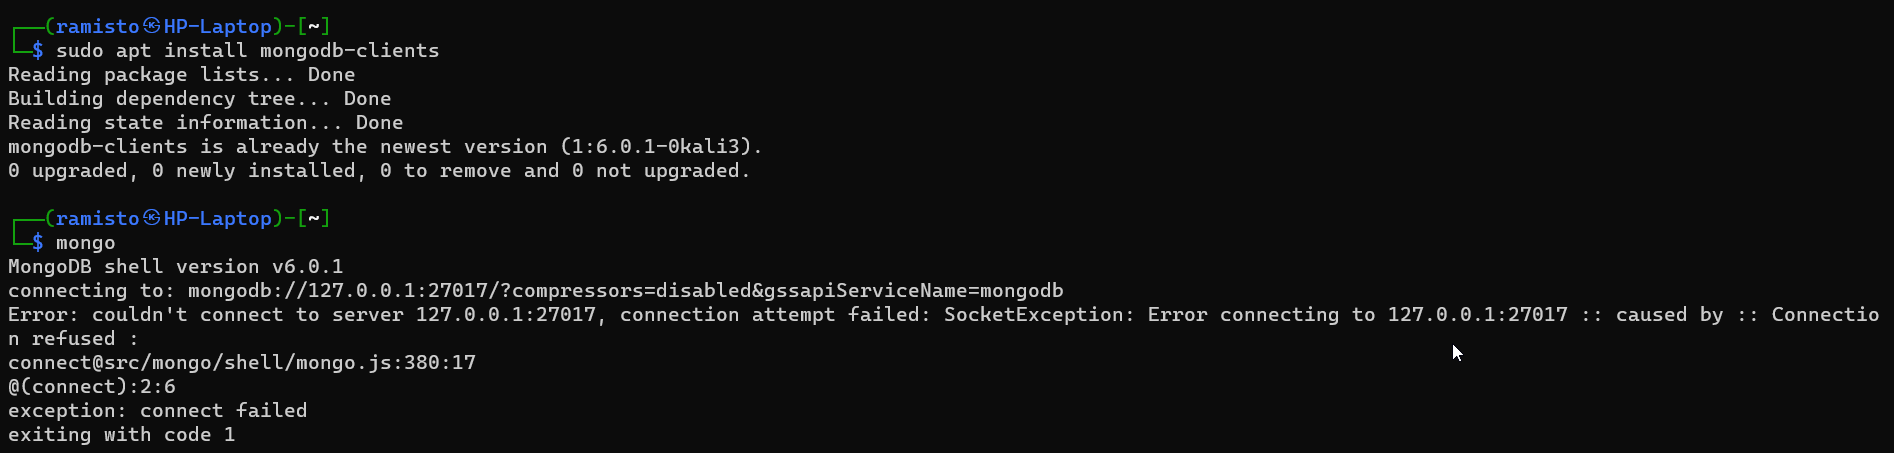 ┌──(ramisto㉿HP-Laptop)-[~]
└─$ sudo apt install mongodb-clients
Reading package lists... Done
Building dependency tree... Done
Reading state information... Done
mongodb-clients is already the newest version (1:6.0.1-0kali3).
0 upgraded, 0 newly installed, 0 to remove and 0 not upgraded.
┌──(ramisto㉿HP-Laptop)-[~]
└─$ mongo
MongoDB shell version v6.0.1
connecting to: mongodb://127.0.0.1:27017/?compressors=disabled&gssapiServiceName=mongodb
Error: couldn't connect to server 127.0.0.1:27017, connection attempt failed: SocketException: Error connecting to 127.0.0.1:27017 :: caused by :: Connectio
n refused :
connect@src/mongo/shell/mongo.js:380:17
@(connect):2:6
exception: connect failed
exiting with code 1